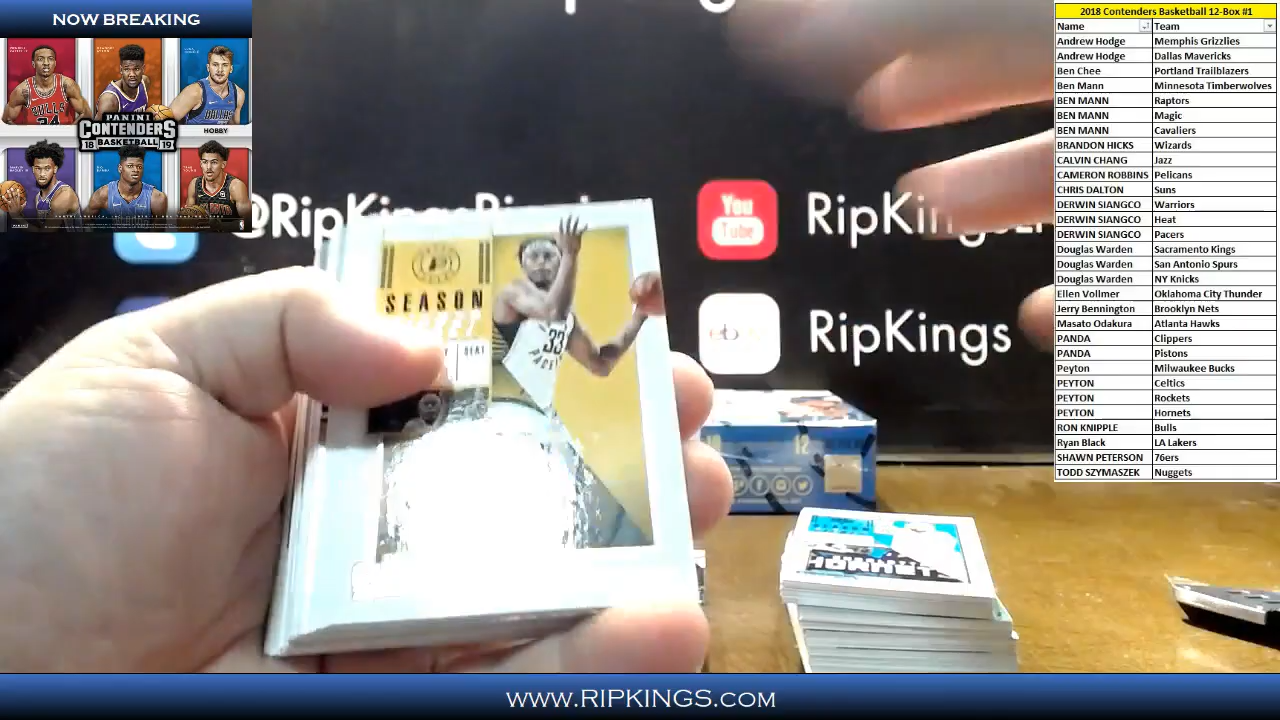 NOW BREAKING
PANINI
CONTENDERS
18 BASKETBALL 19
HOBBY
You
Tube
RipKings
ebay
RipKings
SEASON
33
PACERS
12
2018 Contenders Basketball 12-Box #1
Name Team
Andrew Hodge Memphis Grizzlies
Andrew Hodge Dallas Mavericks
Ben Chee Portland Trailblazers
Ben Mann Minnesota Timberwolves
BEN MANN Raptors
BEN MANN Magic
BEN MANN Cavaliers
BRANDON HICKS Wizards
CALVIN CHANG Jazz
CAMERON ROBBINS Pelicans
CHRIS DALTON Suns
DERWIN SIANGCO Warriors
DERWIN SIANGCO Heat
DERWIN SIANGCO Pacers
Douglas Warden Sacramento Kings
Douglas Warden San Antonio Spurs
Douglas Warden NY Knicks
Ellen Vollmer Oklahoma City Thunder
Jerry Bennington Brooklyn Nets
Masato Odakura Atlanta Hawks
PANDA Clippers
PANDA Pistons
Peyton Milwaukee Bucks
PEYTON Celtics
PEYTON Rockets
PEYTON Hornets
RON KNIPPLE Bulls
Ryan Black LA Lakers
SHAWN PETERSON 76ers
TODD SZYMASZEK Nuggets
WWW.RIPKINGS.COM